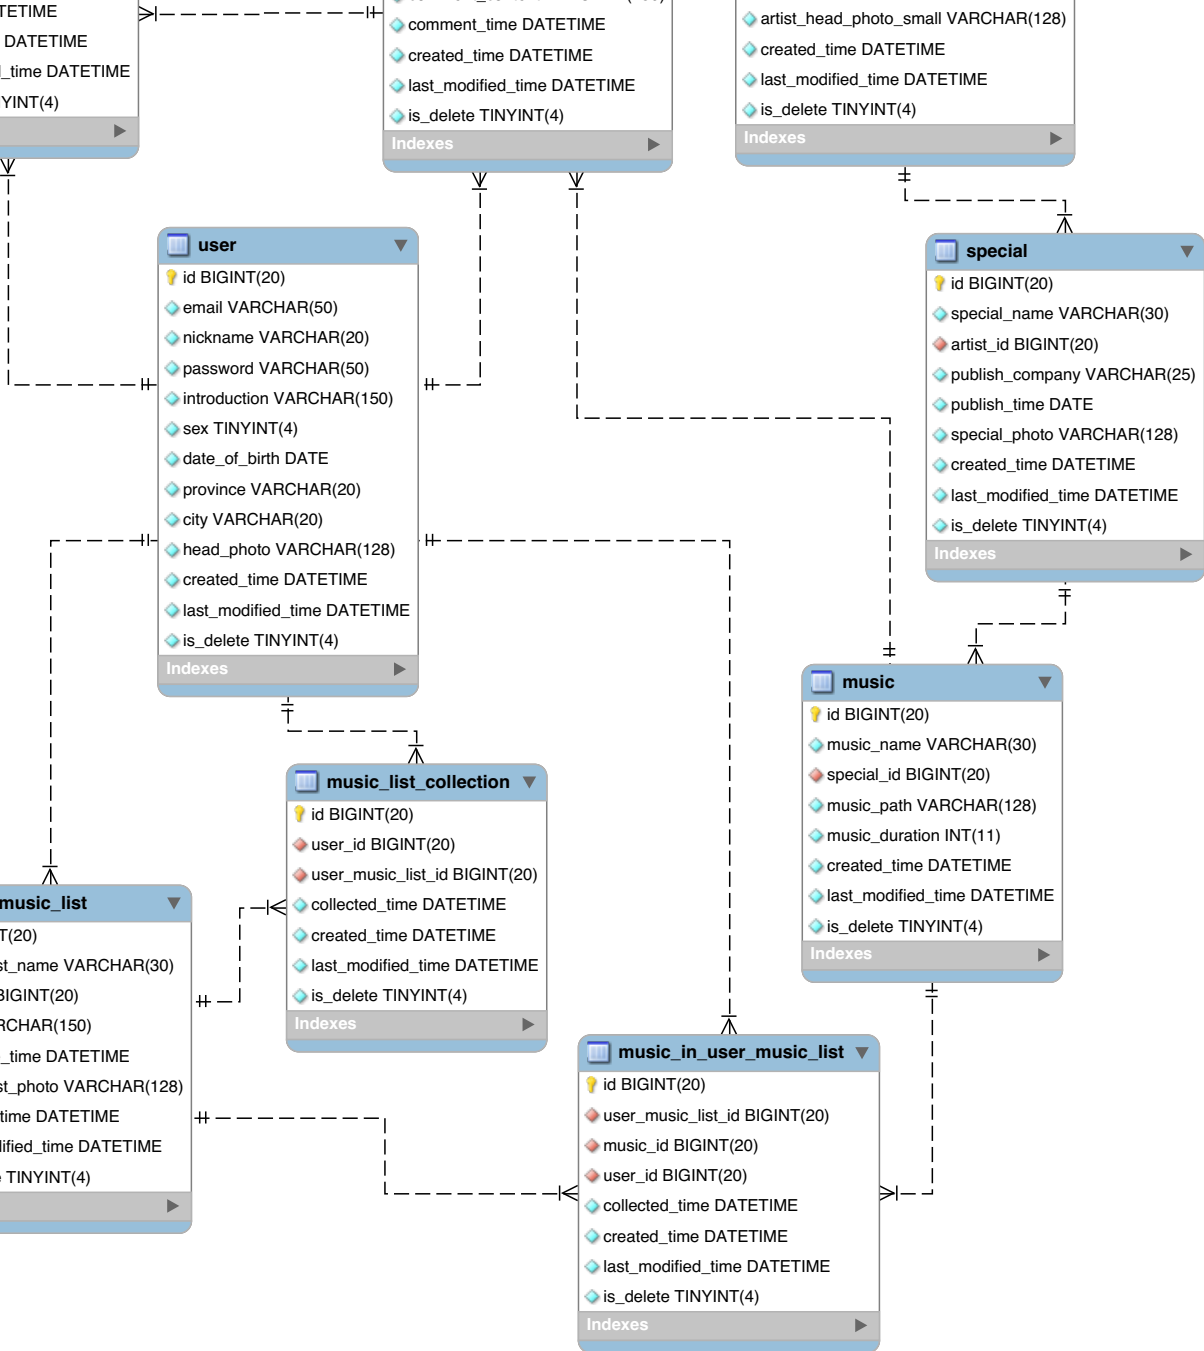 TETIME
DATETIME
_time DATETIME
YINT(4)
comment_time DATETIME
created_time DATETIME
last_modified_time DATETIME
is_delete TINYINT(4)
Indexes
artist_head_photo_small VARCHAR(128)
created_time DATETIME
last_modified_time DATETIME
is_delete TINYINT(4)
Indexes
user
id BIGINT(20)
email VARCHAR(50)
nickname VARCHAR(20)
password VARCHAR(50)
introduction VARCHAR(150)
sex TINYINT(4)
date_of_birth DATE
province VARCHAR(20)
city VARCHAR(20)
head_photo VARCHAR(128)
created_time DATETIME
last_modified_time DATETIME
is_delete TINYINT(4)
Indexes
special
id BIGINT(20)
special_name VARCHAR(30)
artist_id BIGINT(20)
publish_company VARCHAR(25)
publish_time DATE
special_photo VARCHAR(128)
created_time DATETIME
last_modified_time DATETIME
is_delete TINYINT(4)
Indexes
music
id BIGINT(20)
music_name VARCHAR(30)
special_id BIGINT(20)
music_path VARCHAR(128)
music_duration INT(11)
created_time DATETIME
last_modified_time DATETIME
is_delete TINYINT(4)
Indexes
music_list_collection
id BIGINT(20)
user_id BIGINT(20)
user_music_list_id BIGINT(20)
collected_time DATETIME
created_time DATETIME
last_modified_time DATETIME
is_delete TINYINT(4)
Indexes
music_list
T(20)
st_name VARCHAR(30)
BIGINT(20)
RCHAR(150)
_time DATETIME
st_photo VARCHAR(128)
time DATETIME
ified_time DATETIME
TINYINT(4)
music_in_user_music_list
id BIGINT(20)
user_music_list_id BIGINT(20)
music_id BIGINT(20)
user_id BIGINT(20)
collected_time DATETIME
created_time DATETIME
last_modified_time DATETIME
is_delete TINYINT(4)
Indexes